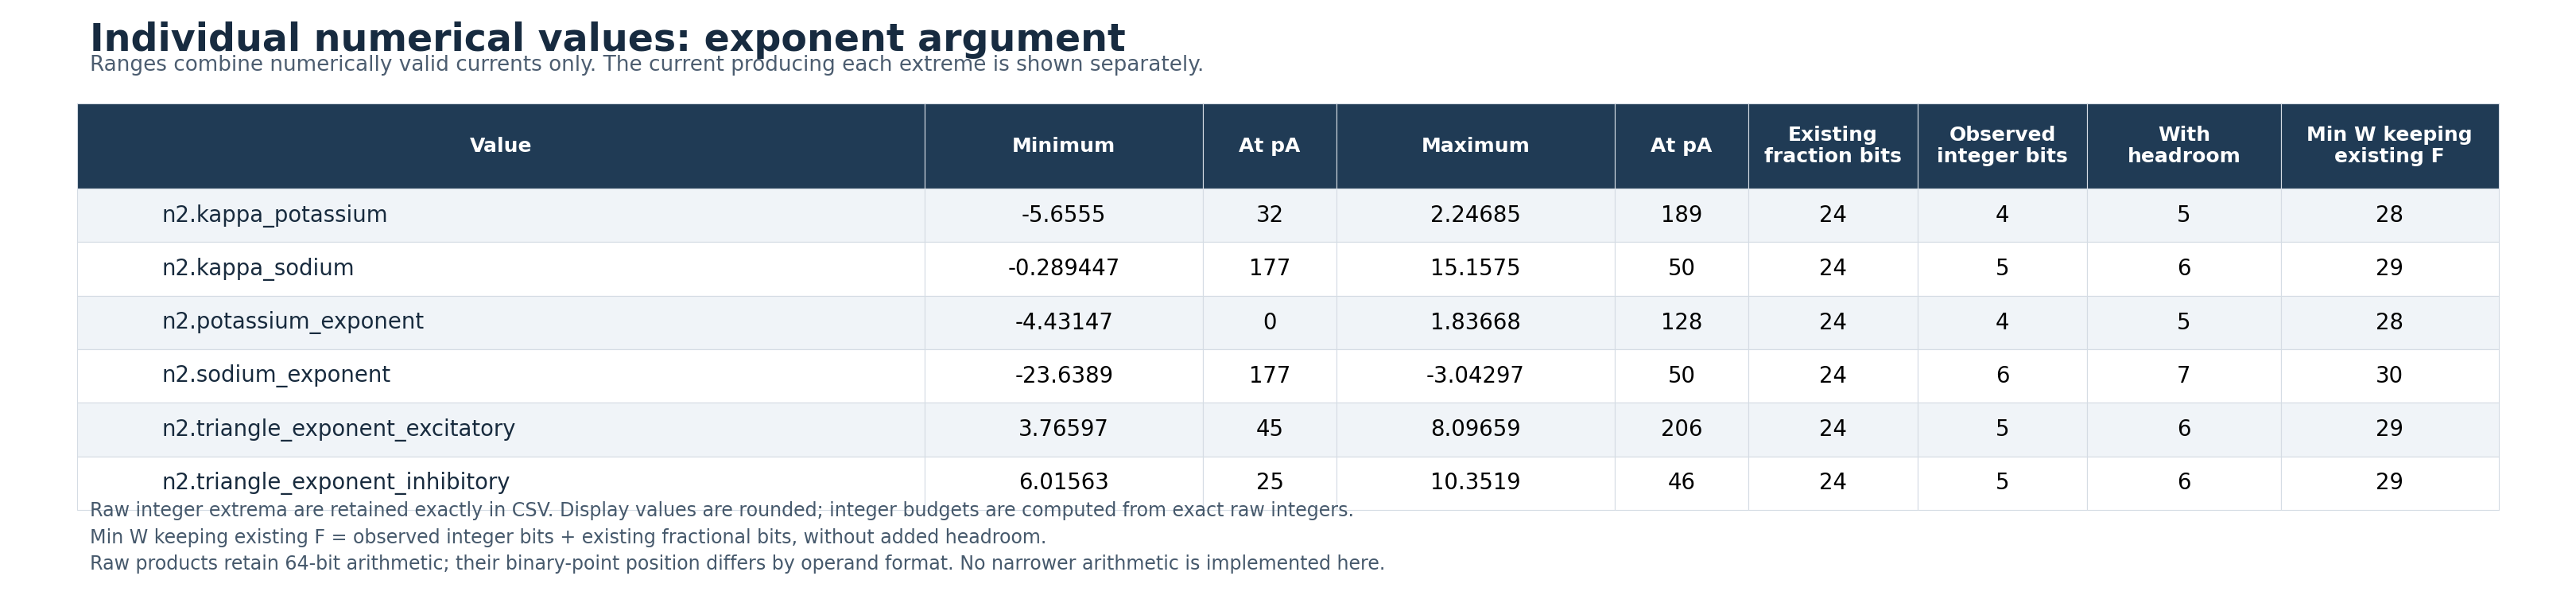 Individual numerical values: exponent argument
Ranges combine numerically valid currents only. The current producing each extreme is shown separately.
Value Minimum At pA Maximum At pA Existing fraction bits Observed integer bits With headroom Min W keeping existing F
n2.kappa_potassium -5.6555 32 2.24685 189 24 4 5 28
n2.kappa_sodium -0.289447 177 15.1575 50 24 5 6 29
n2.potassium_exponent -4.43147 0 1.83668 128 24 4 5 28
n2.sodium_exponent -23.6389 177 -3.04297 50 24 6 7 30
n2.triangle_exponent_excitatory 3.76597 45 8.09659 206 24 5 6 29
n2.triangle_exponent_inhibitory 6.01563 25 10.3519 46 24 5 6 29
Raw integer extrema are retained exactly in CSV. Display values are rounded; integer budgets are computed from exact raw integers.
Min W keeping existing F = observed integer bits + existing fractional bits, without added headroom.
Raw products retain 64-bit arithmetic; their binary-point position differs by operand format. No narrower arithmetic is implemented here.